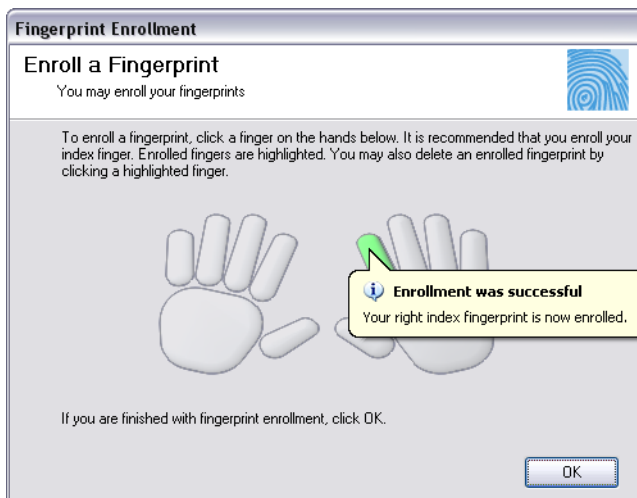 Fingerprint Enrollment
Enroll a Fingerprint
You may enroll your fingerprints
To enroll a fingerprint, click a finger on the hands below. It is recommended that you enroll your
index finger. Enrolled fingers are highlighted. You may also delete an enrolled fingerprint by
clicking a highlighted finger.
Enrollment was successful
Your right index fingerprint is now enrolled.
If you are finished with fingerprint enrollment, click OK.
OK